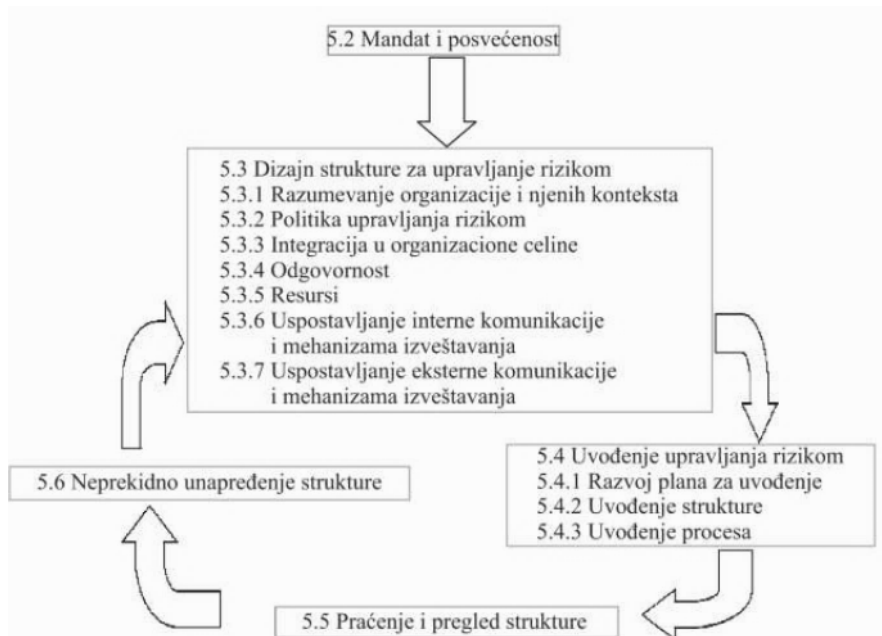 5.2 Mandat i posvećenost
5.3 Dizajn strukture za upravljanje rizikom
5.3.1 Razumevanje organizacije i njenih konteksta
5.3.2 Politika upravljanja rizikom
5.3.3 Integracija u organizacione celine
5.3.4 Odgovornost
5.3.5 Resursi
5.3.6 Uspostavljanje interne komunikacije
i mehanizama izveštavanja
5.3.7 Uspostavljanje eksterne komunikacije
i mehanizama izveštavanja
5.4 Uvođenje upravljanja rizikom
5.4.1 Razvoj plana za uvođenje
5.4.2 Uvođenje strukture
5.4.3 Uvođenje procesa
5.5 Praćenje i pregled strukture
5.6 Neprekidno unapređenje strukture